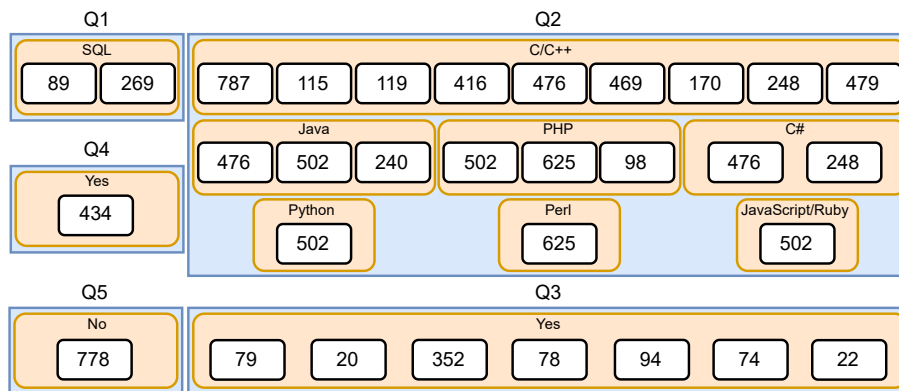 Q1
SQL
89 269
Q2
C/C++
787 115 119 416 476 469 170 248 479
Java
476 502 240
PHP
502 625 98
C#
476 248
Python
502
Perl
625
JavaScript/Ruby
502
Q4
Yes
434
Q5
No
778
Q3
Yes
79 20 352 78 94 74 22